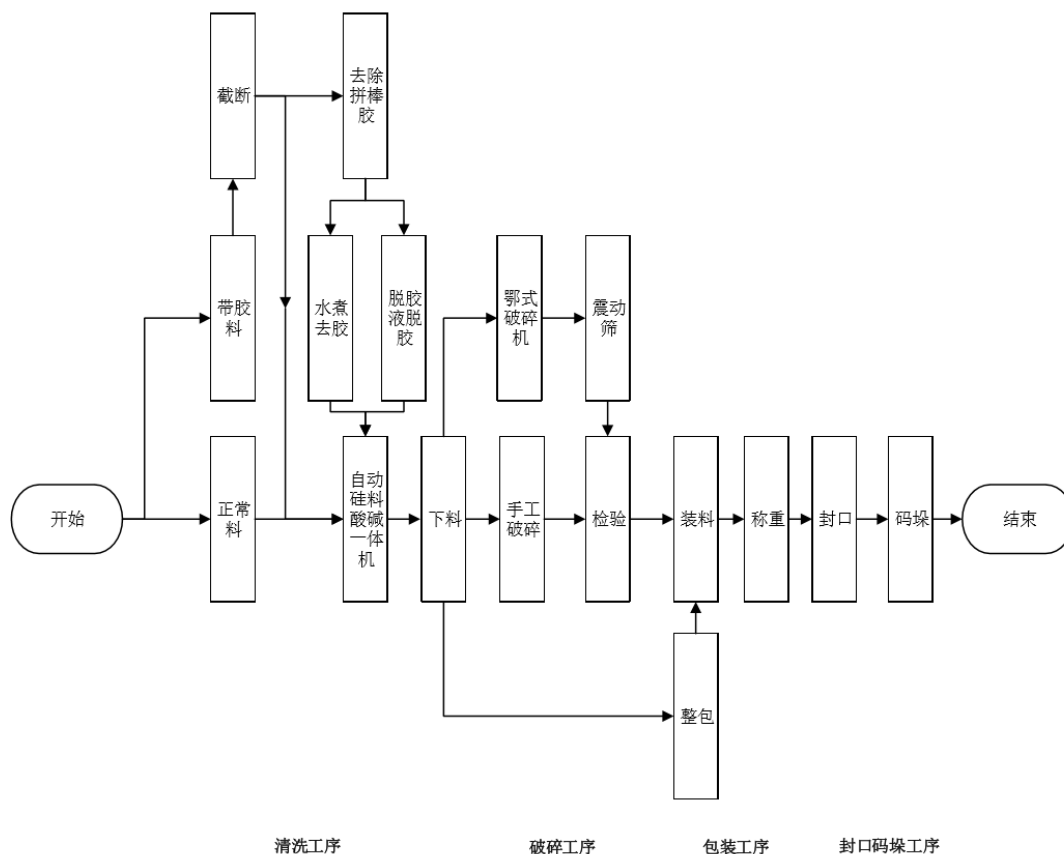 截断
去除
拼棒
胶
带胶
料
水煮
去胶
脱胶
液脱
胶
鄂式
破碎
机
震动
筛
开始
正常
料
自动
硅料
酸碱
一体
机
下料
手工
破碎
检验
装料
称重
封口
码垛
结束
整包
清洗工序
破碎工序
包装工序
封口码垛工序